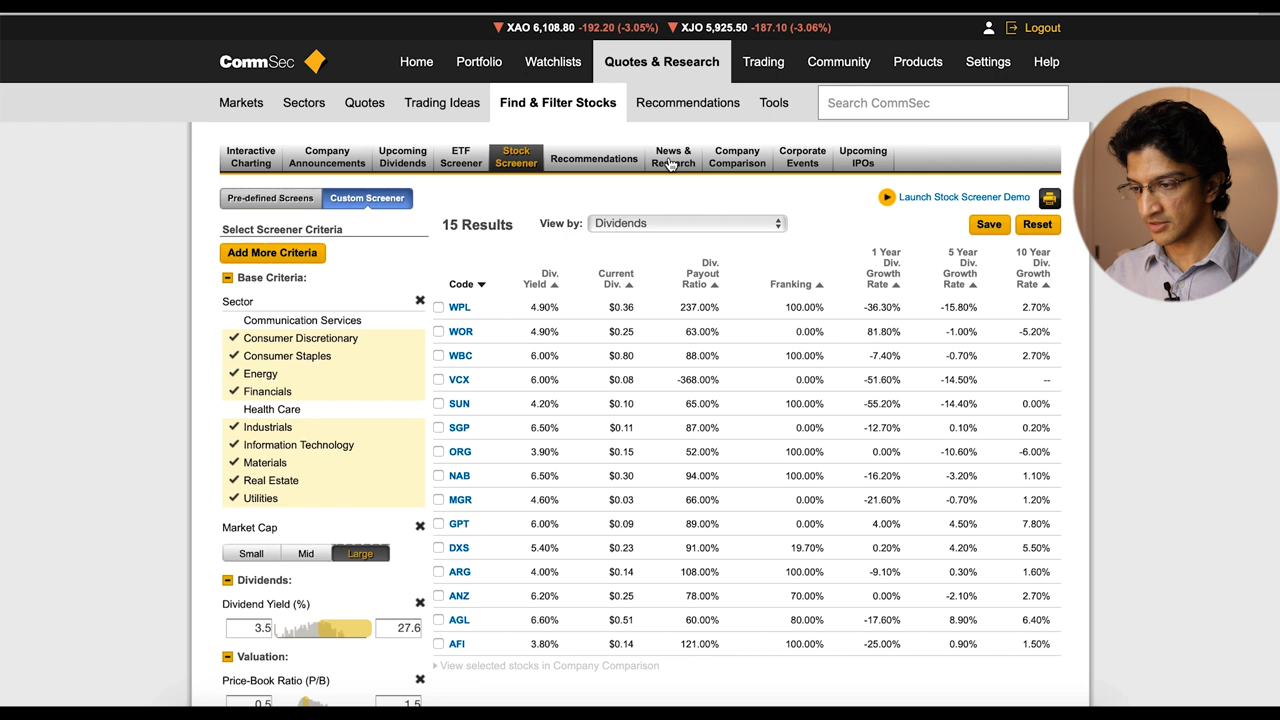 XAO 6,108.80 -192.20 (-3.05%) XJO 5,925.50 -187.10 (-3.06%) Logout
CommSec Home Portfolio Watchlists Quotes & Research Trading Community Products Settings Help
Markets Sectors Quotes Trading Ideas Find & Filter Stocks Recommendations Tools Search CommSec
Interactive Charting Company Announcements Upcoming Dividends ETF Screener Stock Screener Recommendations News & Research Company Comparison Corporate Events Upcoming IPOs
Pre-defined Screens Custom Screener Launch Stock Screener Demo
Select Screener Criteria 15 Results View by: Dividends Save Reset
Add More Criteria
Base Criteria:
Sector
Communication Services
Consumer Discretionary
Consumer Staples
Energy
Financials
Health Care
Industrials
Information Technology
Materials
Real Estate
Utilities
Market Cap
Small Mid Large
Dividends:
Dividend Yield (%)
3.5 27.6
Valuation:
Price-Book Ratio (P/B)
0.5 1.5
Code Div. Yield Current Div. Div. Payout Ratio Franking 1 Year Div. Growth Rate 5 Year Div. Growth Rate 10 Year Div. Growth Rate
WPL 4.90% $0.36 237.00% 100.00% -36.30% -15.80% 2.70%
WOR 4.90% $0.25 63.00% 0.00% 81.80% -1.00% -5.20%
WBC 6.00% $0.80 88.00% 100.00% -7.40% -0.70% 2.70%
VCX 6.00% $0.08 -368.00% 0.00% -51.60% -14.50% --
SUN 4.20% $0.10 65.00% 100.00% -55.20% -14.40% 0.00%
SGP 6.50% $0.11 87.00% 0.00% -12.70% 0.10% 0.20%
ORG 3.90% $0.15 52.00% 100.00% 0.00% -10.60% -6.00%
NAB 6.50% $0.30 94.00% 100.00% -16.20% -3.20% 1.10%
MGR 4.60% $0.03 66.00% 0.00% -21.60% -0.70% 1.20%
GPT 6.00% $0.09 89.00% 0.00% 4.00% 4.50% 7.80%
DXS 5.40% $0.23 91.00% 19.70% 0.20% 4.20% 5.50%
ARG 4.00% $0.14 108.00% 100.00% -9.10% 0.30% 1.60%
ANZ 6.20% $0.25 78.00% 70.00% 0.00% -2.10% 2.70%
AGL 6.60% $0.51 60.00% 80.00% -17.60% 8.90% 6.40%
AFI 3.80% $0.14 121.00% 100.00% -25.00% 0.90% 1.50%
View selected stocks in Company Comparison